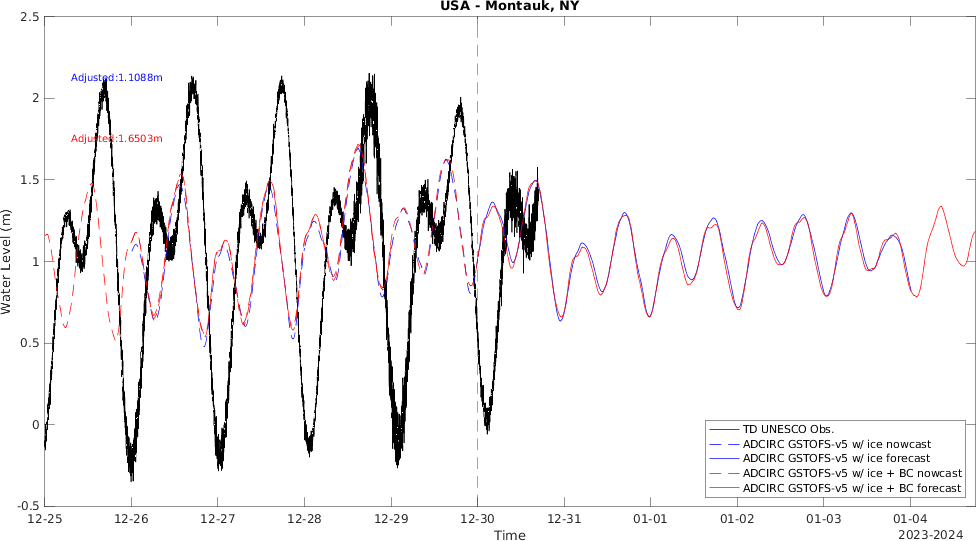 USA - Montauk, NY
2.5
2
1.5
1
0.5
0
-0.5
Water Level (m)
Adjusted:1.1088m
Adjusted:1.6503m
TD UNESCO Obs.
ADCIRC GSTOFS-v5 w/ ice nowcast
ADCIRC GSTOFS-v5 w/ ice forecast
ADCIRC GSTOFS-v5 w/ ice + BC nowcast
ADCIRC GSTOFS-v5 w/ ice + BC forecast
12-25 12-26 12-27 12-28 12-29 12-30 12-31 01-01 01-02 01-03 01-04
Time
2023-2024